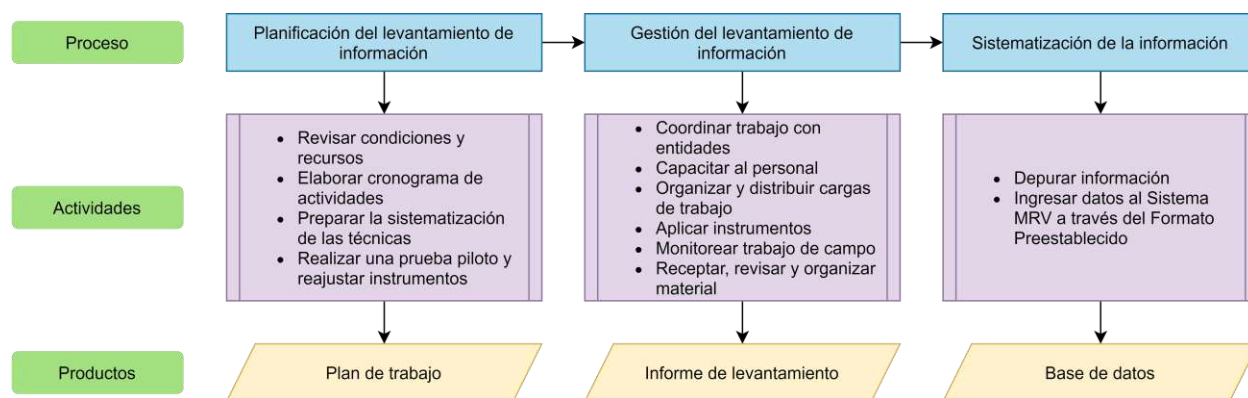 Proceso
Planificación del levantamiento de
información
Gestión del levantamiento de
información
Sistematización de la información
Actividades
• Revisar condiciones y
recursos
• Elaborar cronograma de
actividades
• Preparar la sistematización
de las técnicas
• Realizar una prueba piloto y
reajustar instrumentos
• Coordinar trabajo con
entidades
• Capacitar al personal
• Organizar y distribuir cargas
de trabajo
• Aplicar instrumentos
• Monitorear trabajo de campo
• Receptar, revisar y organizar
material
• Depurar información
• Ingresar datos al Sistema
MRV a través del Formato
Preestablecido
Productos
Plan de trabajo
Informe de levantamiento
Base de datos